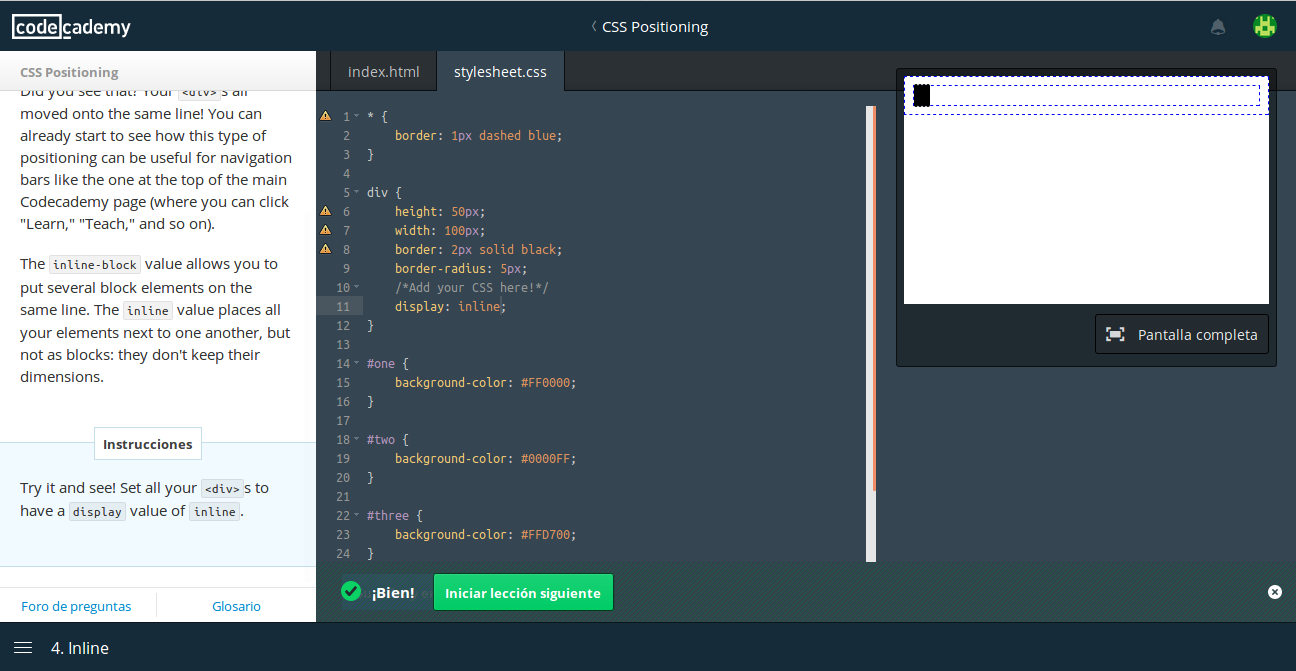 codecademy
CSS Positioning
CSS Positioning
index.html
stylesheet.css
Did you see that? Your <div>s all
moved onto the same line! You can
already start to see how this type of
positioning can be useful for navigation
bars like the one at the top of the main
Codecademy page (where you can click
"Learn," "Teach," and so on).
The inline-block value allows you to
put several block elements on the
same line. The inline value places all
your elements next to one another, but
not as blocks: they don't keep their
dimensions.
Instrucciones
Try it and see! Set all your <div>s to
have a display value of inline.
Foro de preguntas
Glosario
1 * {
2 border: 1px dashed blue;
3 }
4
5 div {
6 height: 50px;
7 width: 100px;
8 border: 2px solid black;
9 border-radius: 5px;
10 /*Add your CSS here!*/
11 display: inline;
12 }
13
14 #one {
15 background-color: #FF0000;
16 }
17
18 #two {
19 background-color: #0000FF;
20 }
21
22 #three {
23 background-color: #FFD700;
24 }
Pantalla completa
¡Bien!
Iniciar lección siguiente
4. Inline